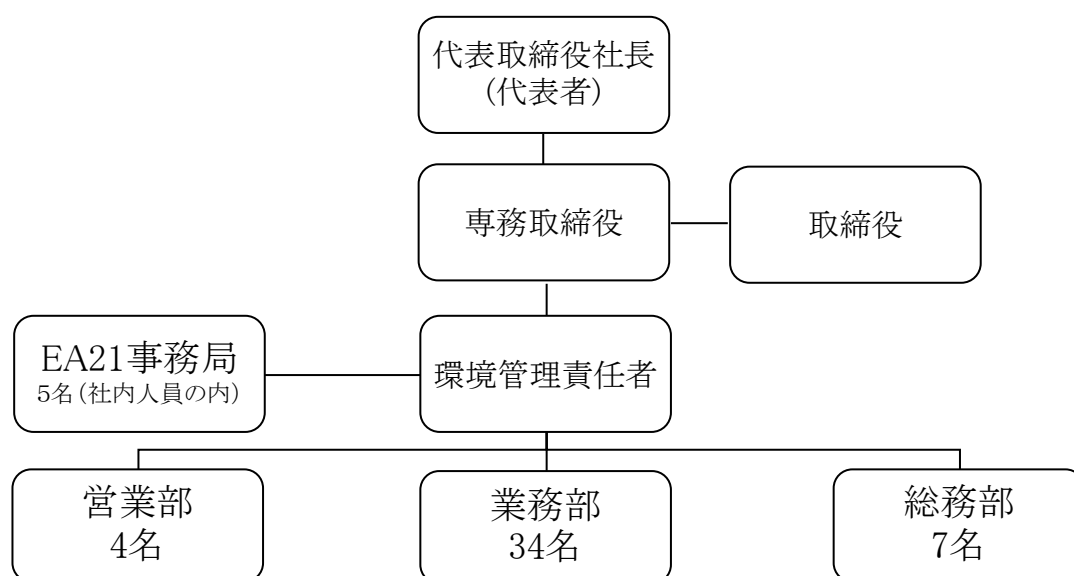 代表取締役社長
(代表者)
専務取締役
取締役
EA21事務局
5名(社内人員の内)
環境管理責任者
営業部
4名
業務部
34名
総務部
7名